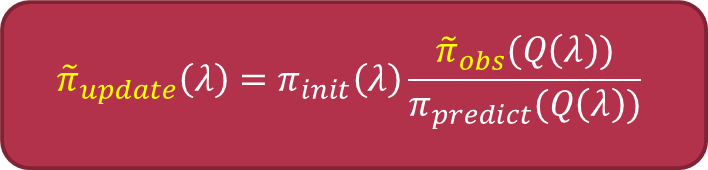 π̃_update(λ) = π_init(λ) π̃_obs(Q(λ)) / π_predict(Q(λ))